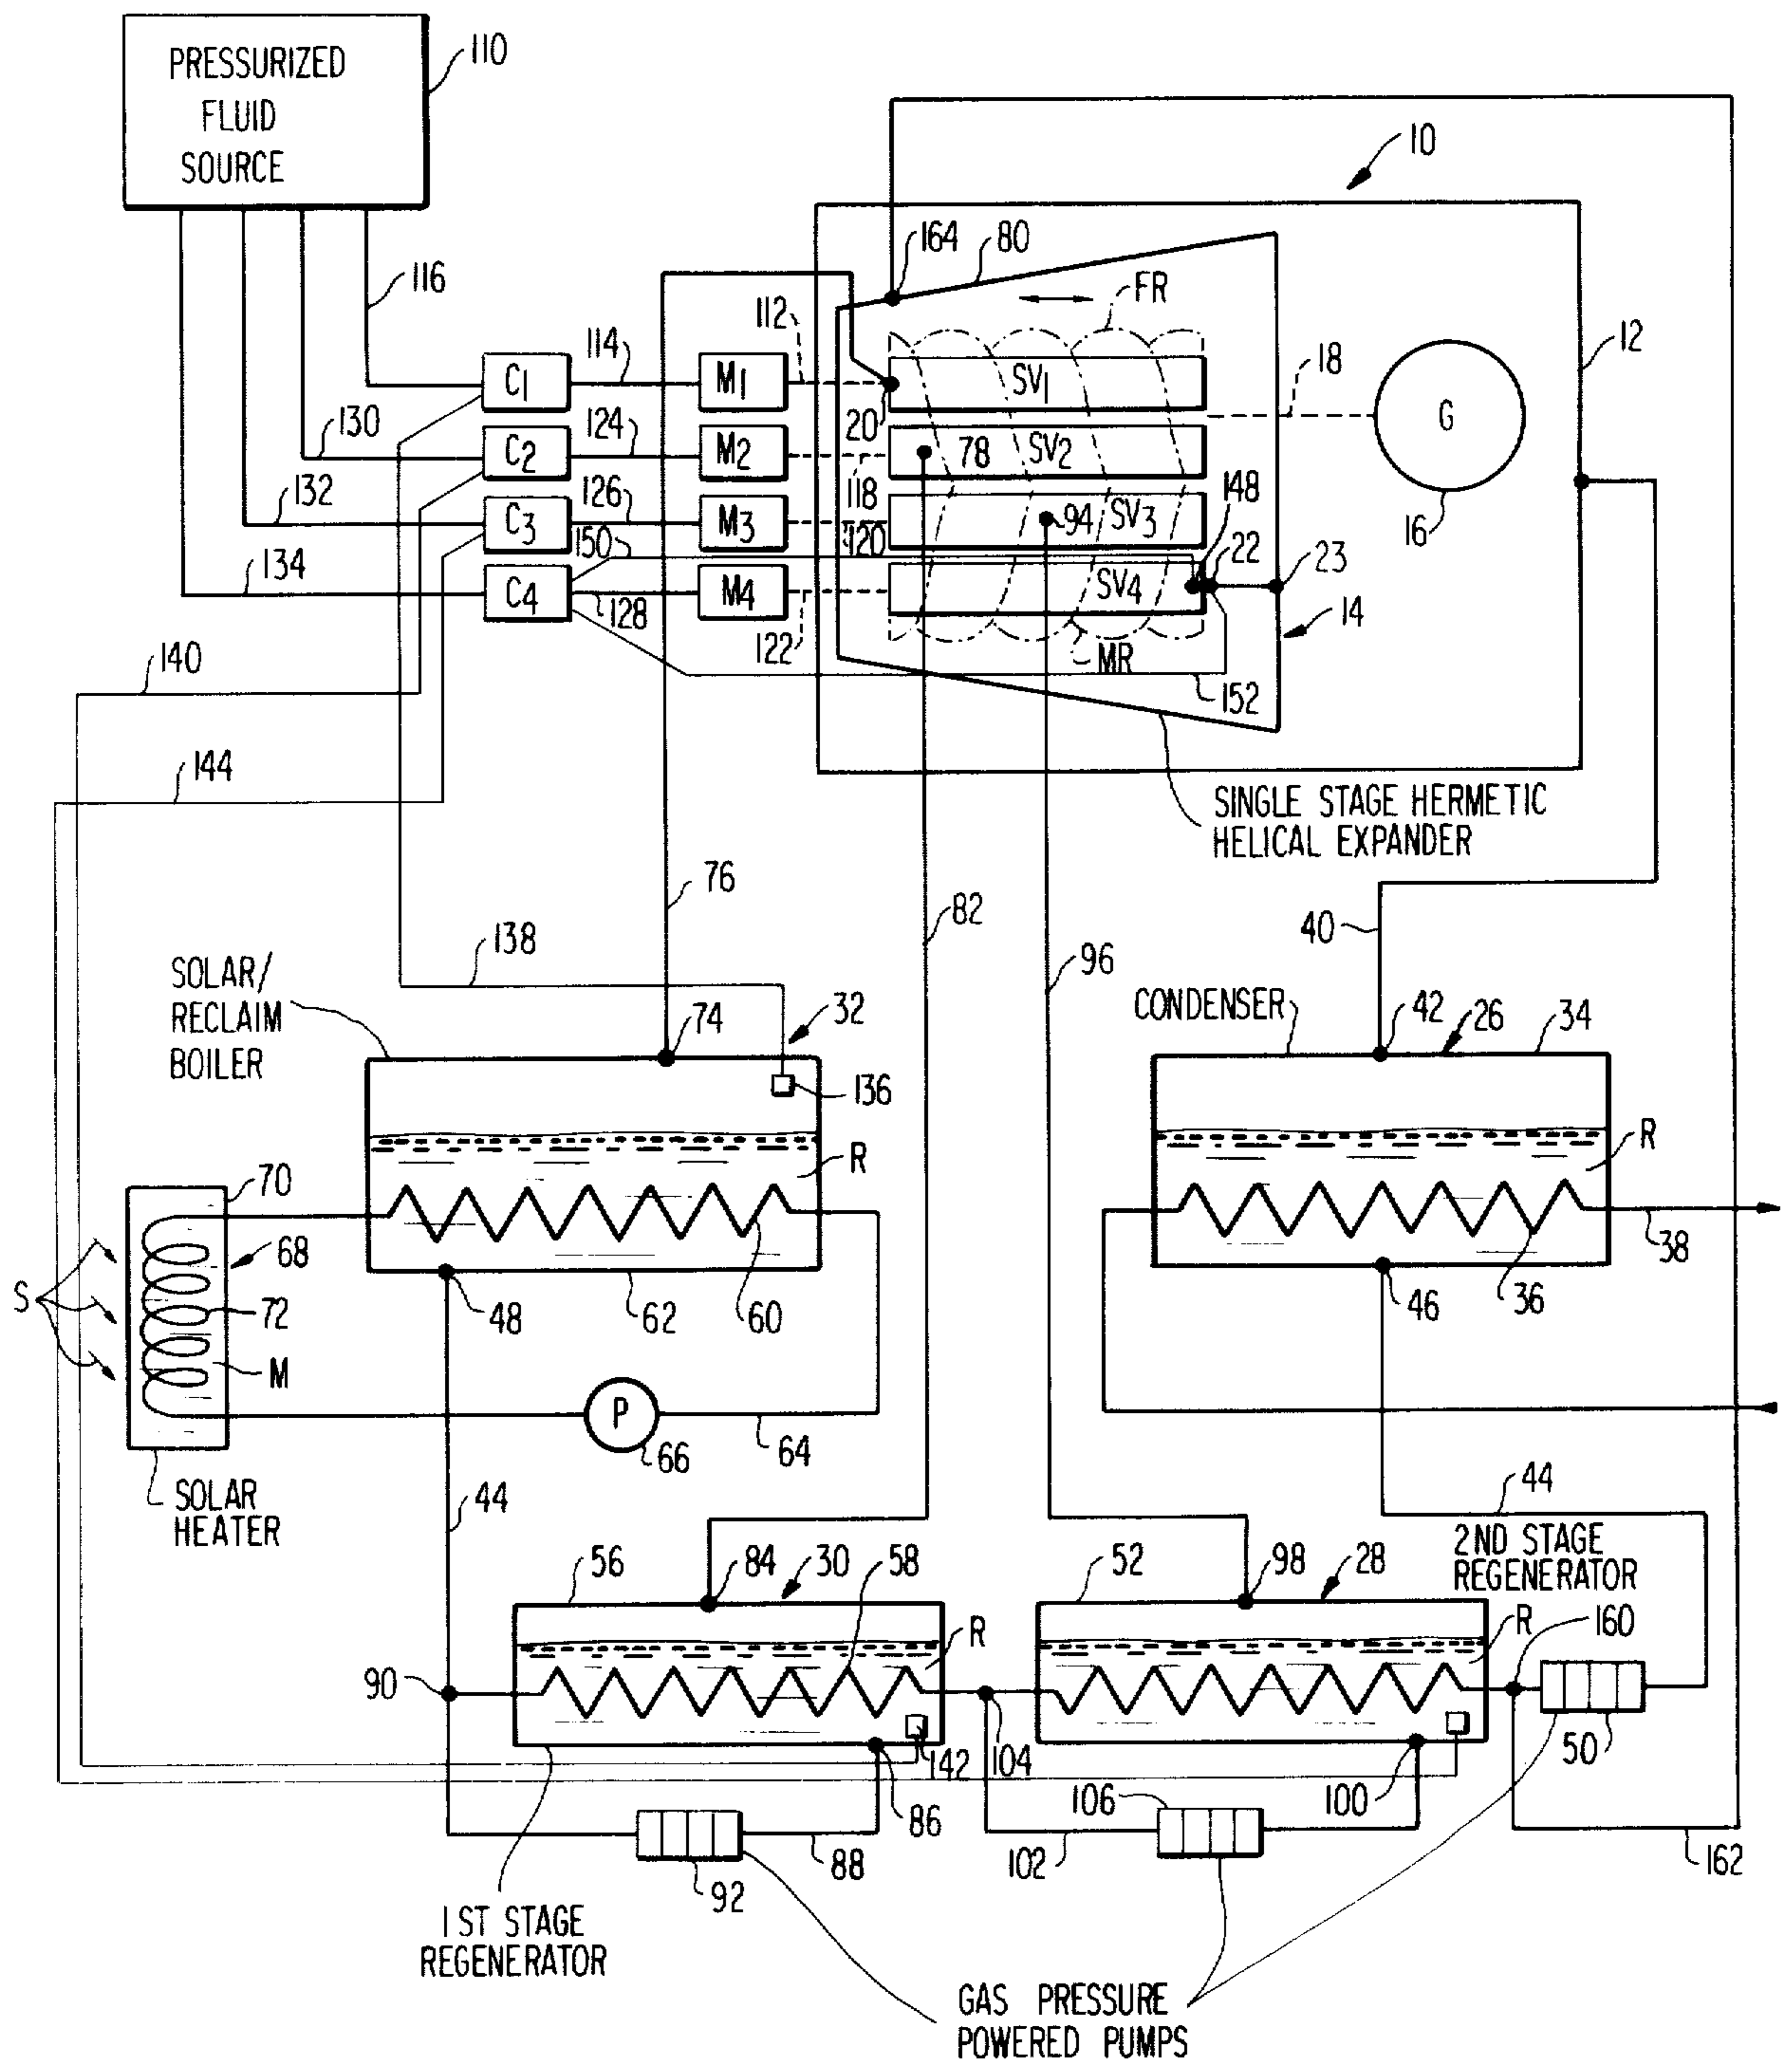 PRESSURIZED
FLUID
SOURCE
110
10
164
80
FR
116
112
12
114
M1
C1
SV1
18
20
G
130
124
C2
M2
78
SV2
118
148
132
126
C3
M3
94
SV3
16
120
150
22
23
134
C4
128
M4
SV4
14
122
MR
140
152
144
SINGLE STAGE HERMETIC
HELICAL EXPANDER
76
82
40
138
96
SOLAR/
RECLAIM
BOILER
32
CONDENSER
74
42
26
34
136
R
R
70
68
38
S
72
48
62
60
46
36
M
P
66
64
SOLAR
HEATER
44
44
2ND STAGE
REGENERATOR
56
84
30
58
52
98
28
R
R
160
90
142
104
50
106
100
86
88
102
162
92
1ST STAGE
REGENERATOR
GAS PRESSURE
POWERED PUMPS